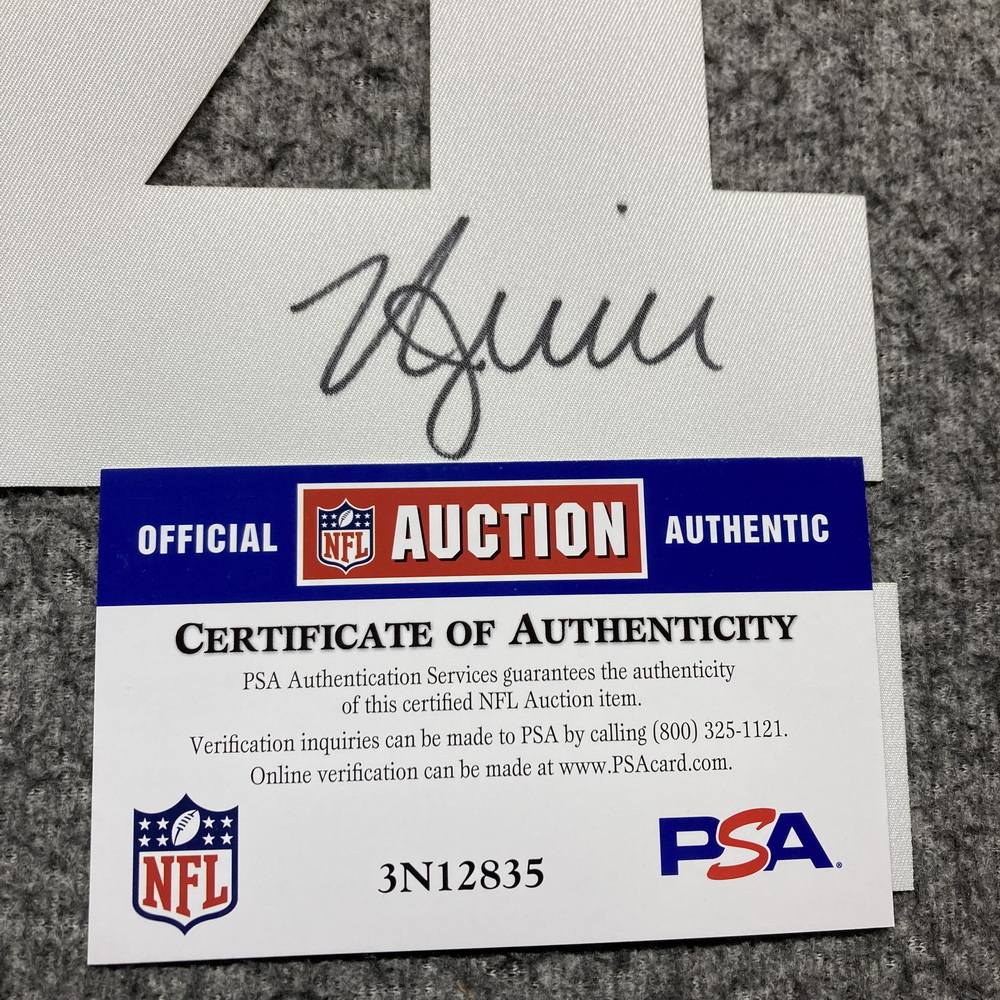 4
OFFICIAL NFL AUCTION AUTHENTIC
CERTIFICATE OF AUTHENTICITY
PSA Authentication Services guarantees the authenticity
of this certified NFL Auction item.
Verification inquiries can be made to PSA by calling (800) 325-1121.
Online verification can be made at www.PSAcard.com.
NFL 3N12835 PSA®